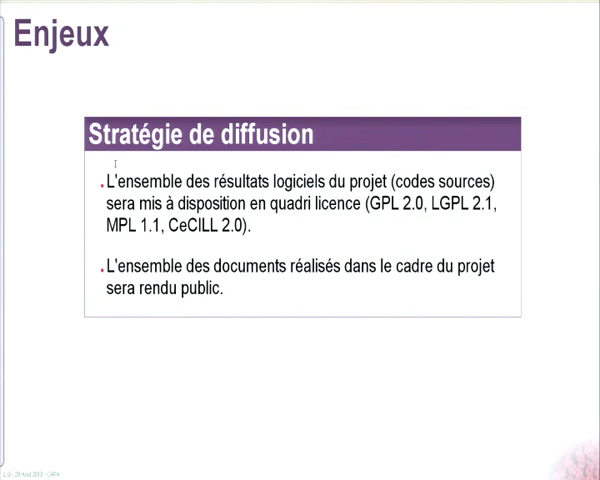 Enjeux
Stratégie de diffusion
.L'ensemble des résultats logiciels du projet (codes sources)
sera mis à disposition en quadri licence (GPL 2.0, LGPL 2.1,
MPL 1.1, CeCILL 2.0).
.L'ensemble des documents réalisés dans le cadre du projet
sera rendu public.